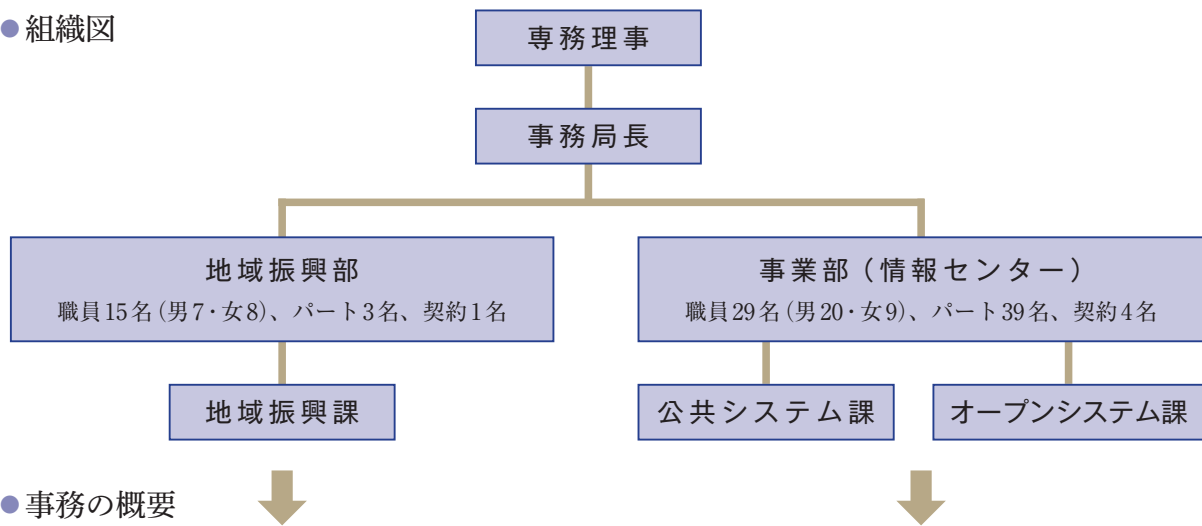 ●組織図
専務理事
事務局長
地域振興部
職員15名(男7・女8)、パート3名、契約1名
事業部(情報センター)
職員29名(男20・女9)、パート39名、契約4名
地域振興課
公共システム課
オープンシステム課
●事務の概要